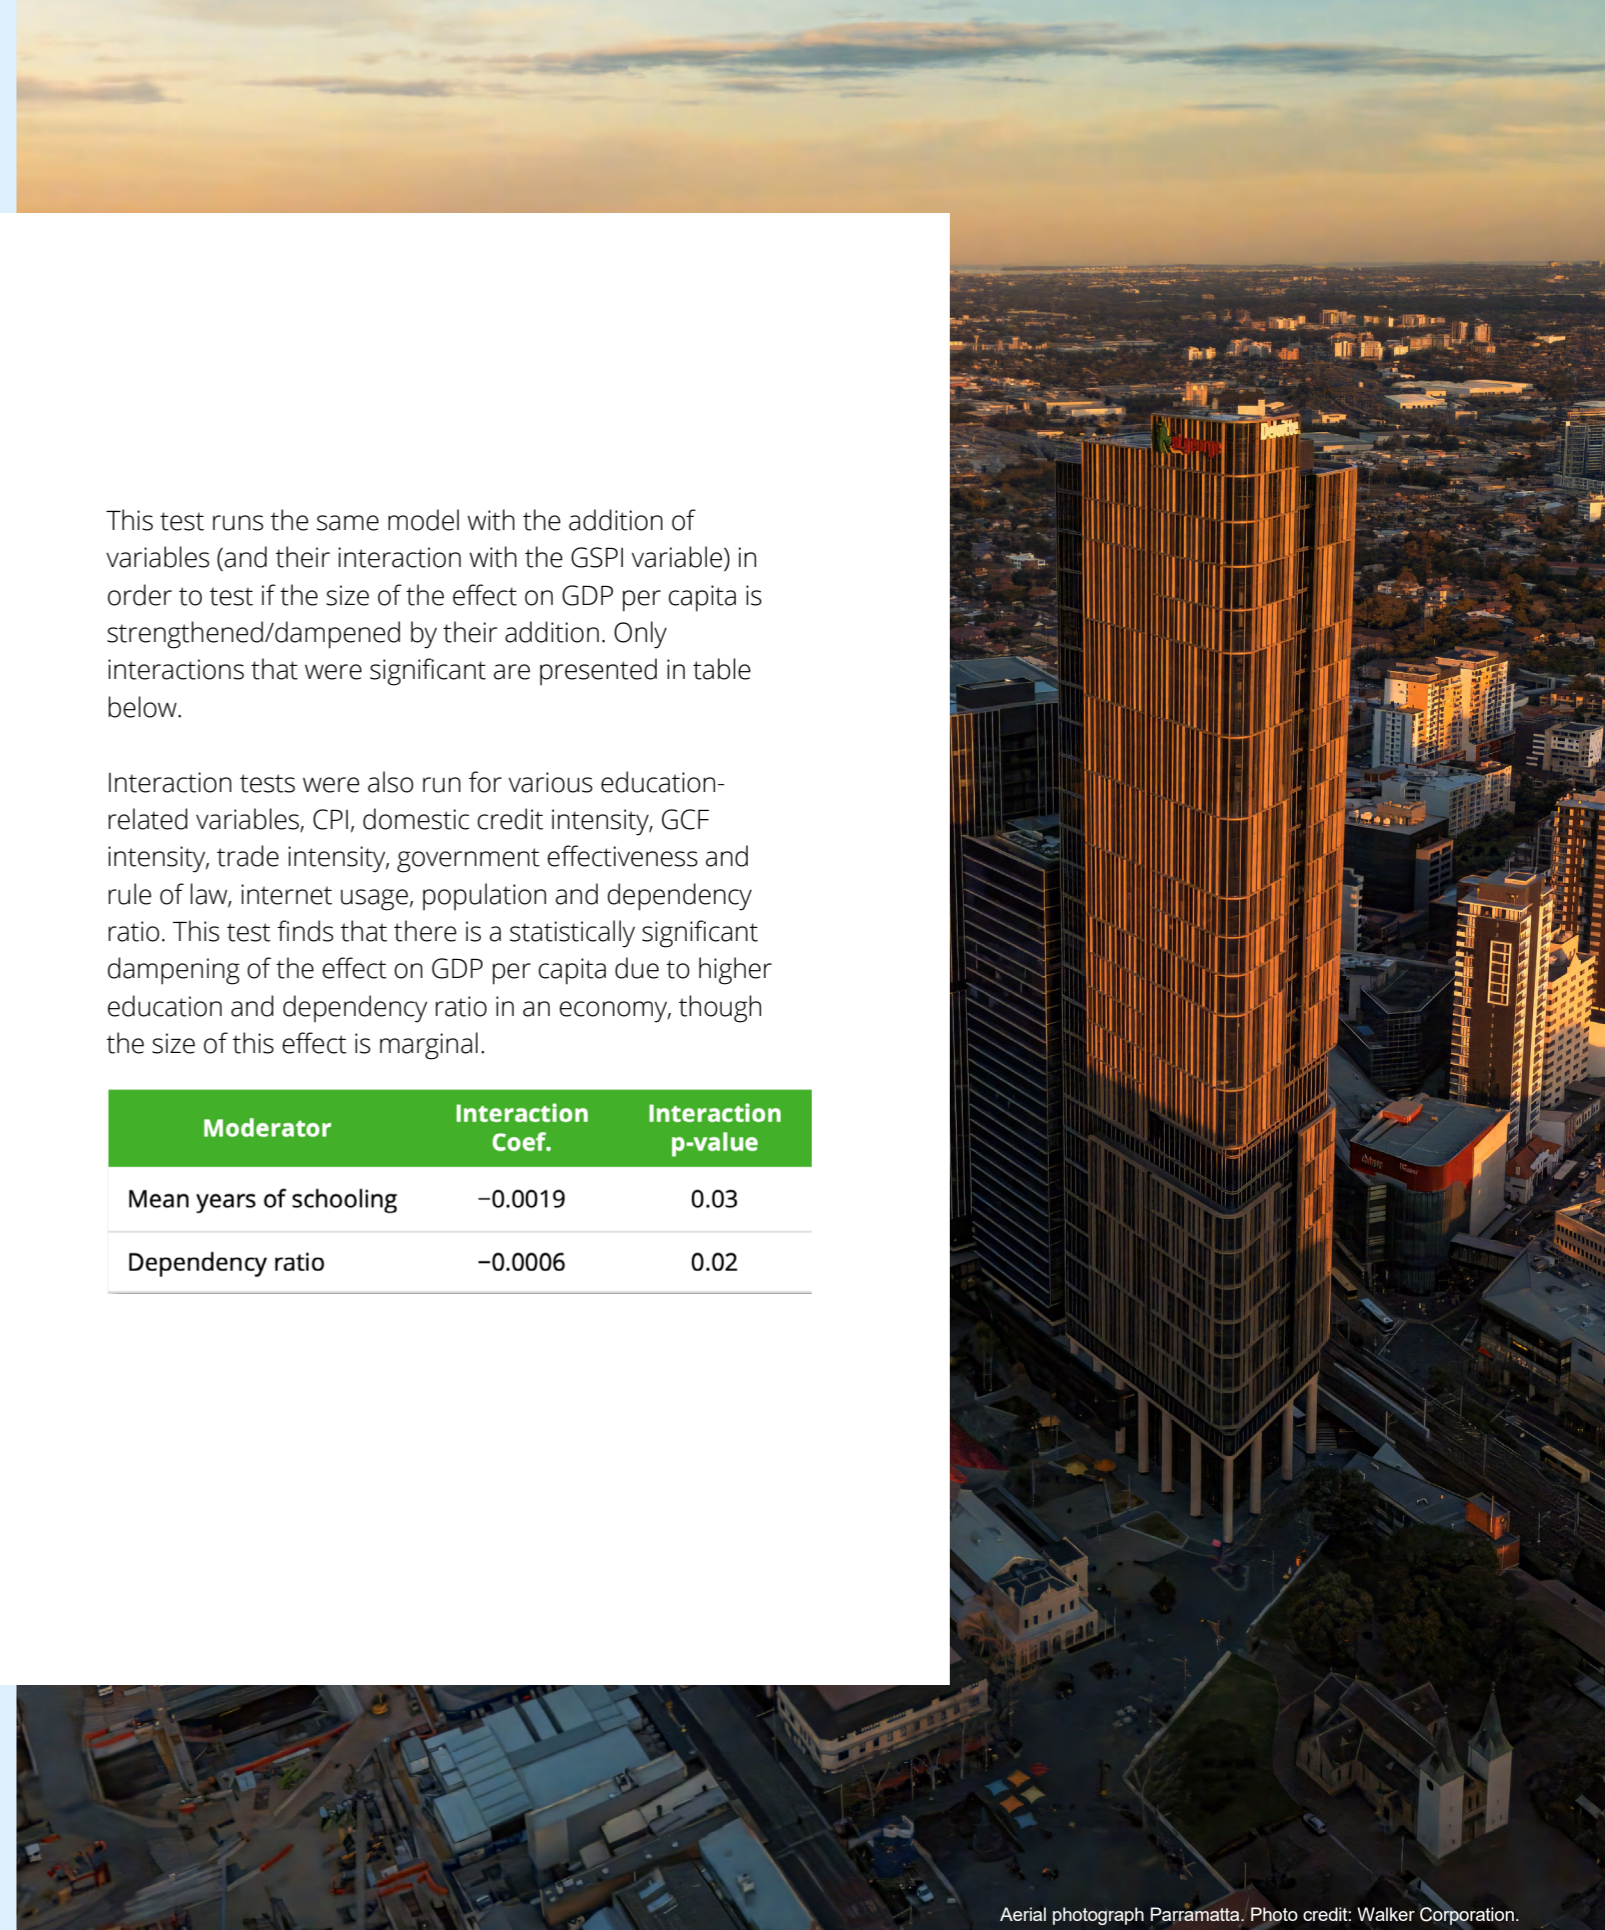 This test runs the same model with the addition of
variables (and their interaction with the GSPI variable) in
order to test if the size of the effect on GDP per capita is
strengthened/dampened by their addition. Only
interactions that were significant are presented in table
below.
Interaction tests were also run for various education-
related variables, CPI, domestic credit intensity, GCF
intensity, trade intensity, government effectiveness and
rule of law, internet usage, population and dependency
ratio. This test finds that there is a statistically significant
dampening of the effect on GDP per capita due to higher
education and dependency ratio in an economy, though
the size of this effect is marginal.
Moderator Interaction Coef. Interaction p-value
Mean years of schooling −0.0019 0.03
Dependency ratio −0.0006 0.02
st.george
Deloitte.
Aerial photograph Parramatta. Photo credit: Walker Corporation.